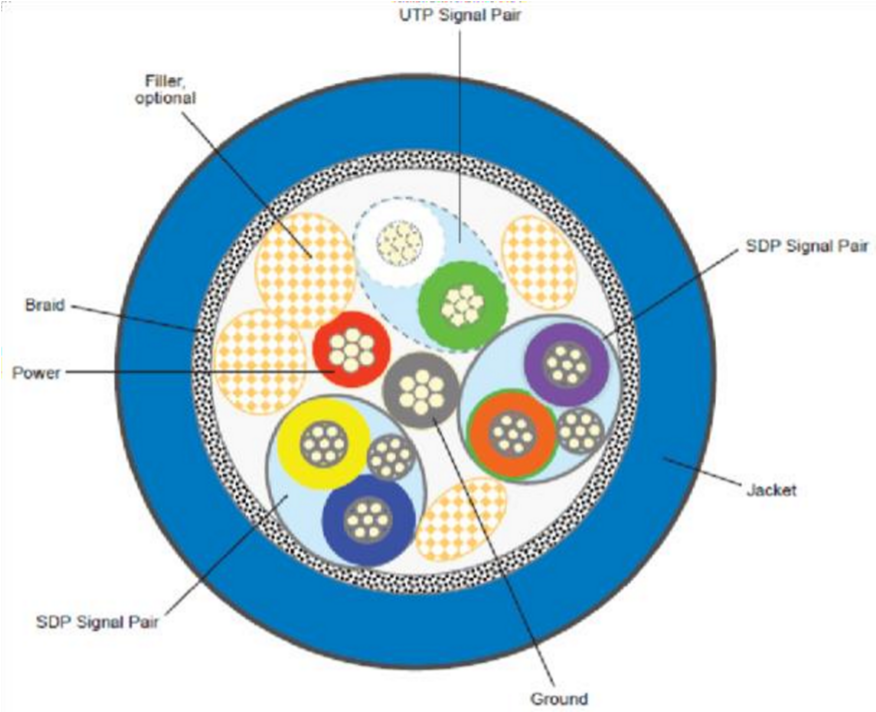 UTP Signal Pair
Filler,
optional
SDP Signal Pair
Braid
Power
Jacket
SDP Signal Pair
Ground